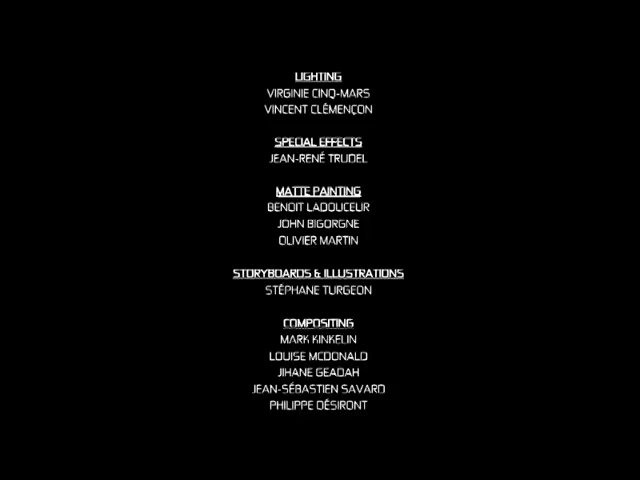 LIGHTING
VIRGINIE CINQ-MARS
VINCENT CLÉMENÇON
SPECIAL EFFECTS
JEAN-RENÉ TRUDEL
MATTE PAINTING
BENOIT LADOUCEUR
JOHN BIGORGNE
OLIVIER MARTIN
STORYBOARDS & ILLUSTRATIONS
STÉPHANE TURGEON
COMPOSITING
MARK KINKELIN
LOUISE MCDONALD
JIHANE GEADAH
JEAN-SÉBASTIEN SAVARD
PHILIPPE DÉSIRONT